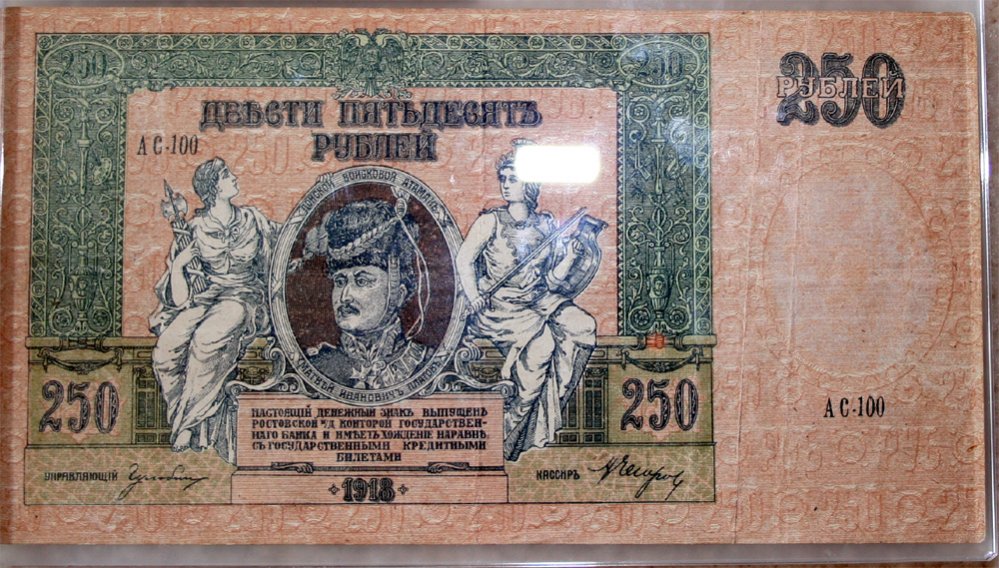 250
250
250
РУБЛЕЙ
ДВѢСТИ ПЯТЬДЕСЯТЪ
РУБЛЕЙ
АС-100
ДОНСКОЙ ВОЙСКОВОЙ АТАМАНЪ
МАТВѢЙ ИВАНОВИЧЪ ПЛАТОВЪ
250
250
АС-100
НАСТОЯЩІЙ ДЕНЕЖНЫЙ ЗНАКЪ ВЫПУЩЕНЪ
РОСТОВСКОЙ н/Д КОНТОРОЙ ГОСУДАРСТВЕН-
НАГО БАНКА И ИМѢЕТЪ ХОЖДЕНІЕ НАРАВНѢ
СЪ ГОСУДАРСТВЕННЫМИ КРЕДИТНЫМИ
БИЛЕТАМИ
УПРАВЛЯЮЩІЙ
КАССИРЪ
1918